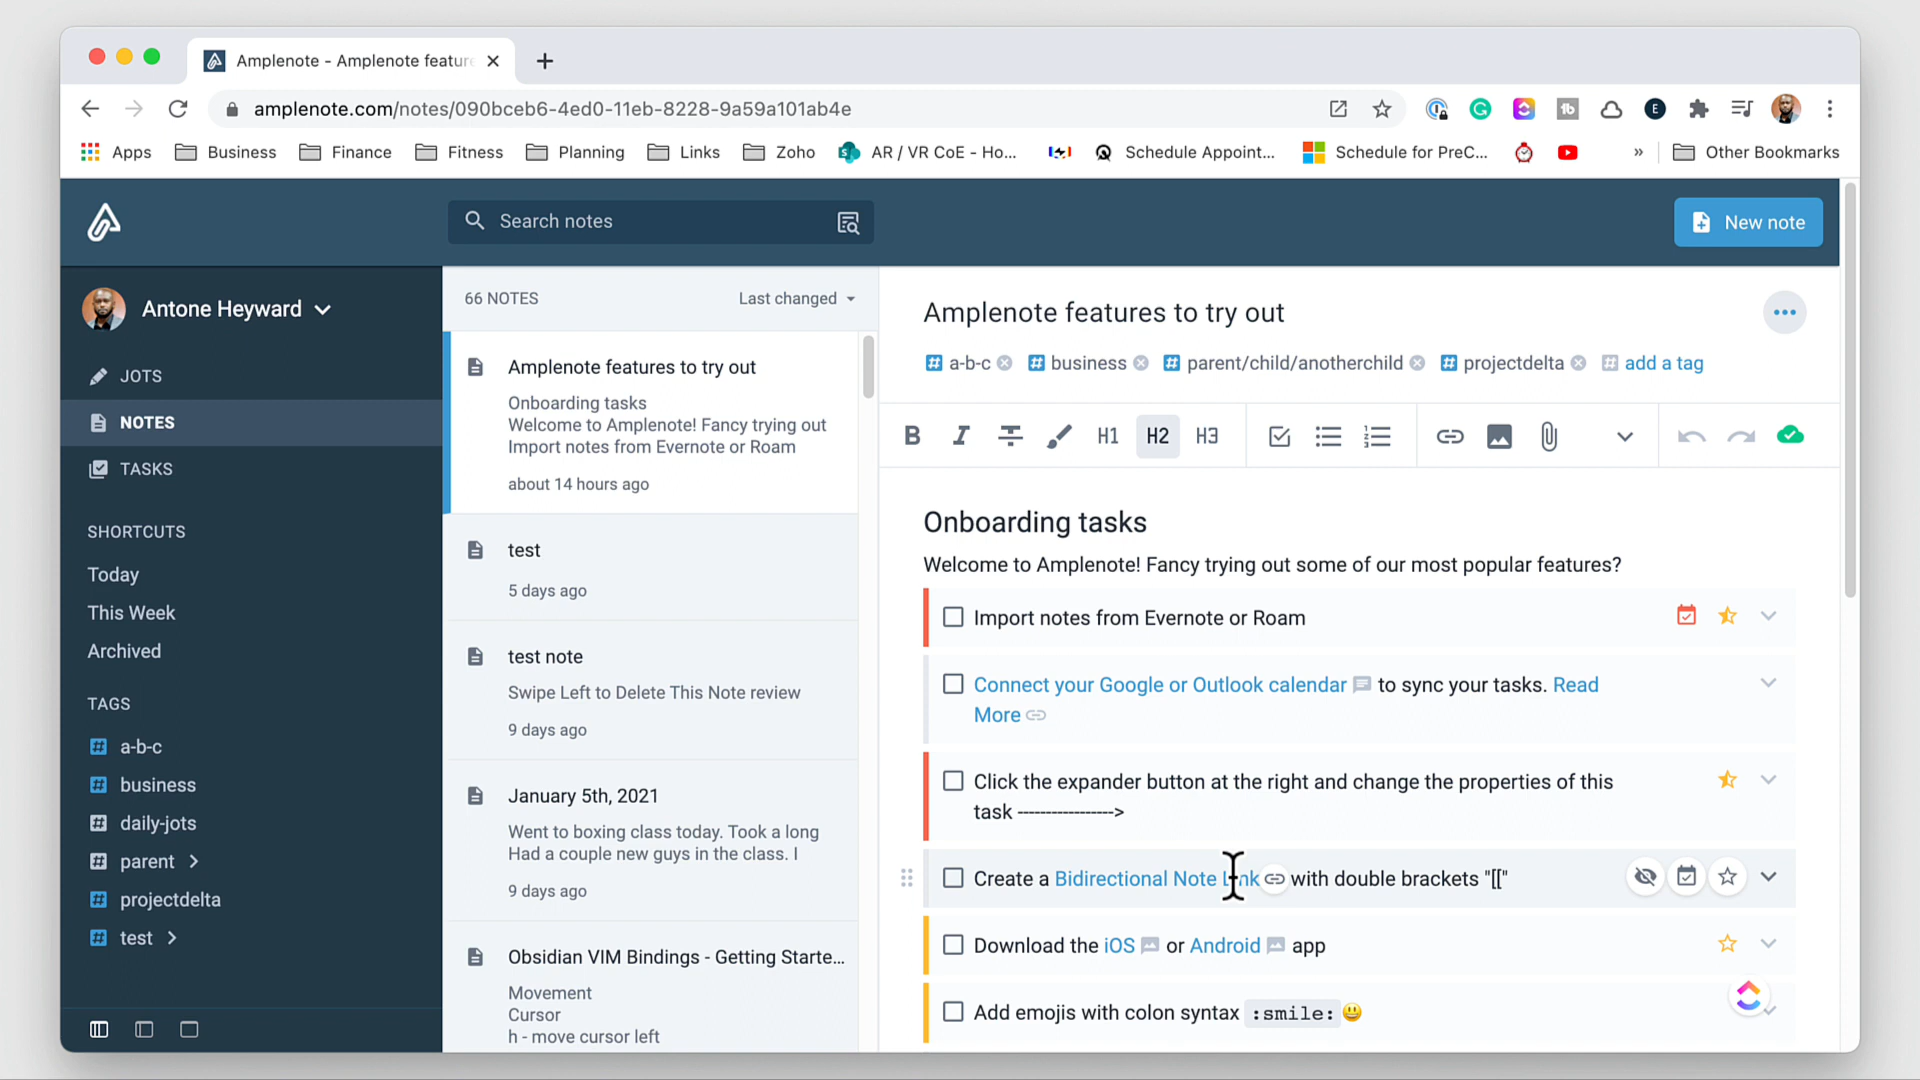 Amplenote - Amplenote featur
amplenote.com/notes/090bceb6-4ed0-11eb-8228-9a59a101ab4e
Apps Business Finance Fitness Planning Links Zoho AR / VR CoE - Ho... Schedule Appoint... Schedule for PreC... » Other Bookmarks
Search notes
New note
Antone Heyward
JOTS
NOTES
TASKS
SHORTCUTS
Today
This Week
Archived
TAGS
a-b-c
business
daily-jots
parent
projectdelta
test
66 NOTES Last changed
Amplenote features to try out
Onboarding tasks
Welcome to Amplenote! Fancy trying out
Import notes from Evernote or Roam
about 14 hours ago
test
5 days ago
test note
Swipe Left to Delete This Note review
9 days ago
January 5th, 2021
Went to boxing class today. Took a long
Had a couple new guys in the class. I
9 days ago
Obsidian VIM Bindings - Getting Starte...
Movement
Cursor
h - move cursor left
Amplenote features to try out
a-b-c business parent/child/anotherchild projectdelta add a tag
B I S H1 H2 H3
Onboarding tasks
Welcome to Amplenote! Fancy trying out some of our most popular features?
Import notes from Evernote or Roam
Connect your Google or Outlook calendar to sync your tasks. Read
More
Click the expander button at the right and change the properties of this
task ---------------->
Create a Bidirectional Note Link with double brackets "[["
Download the iOS or Android app
Add emojis with colon syntax :smile: 😃